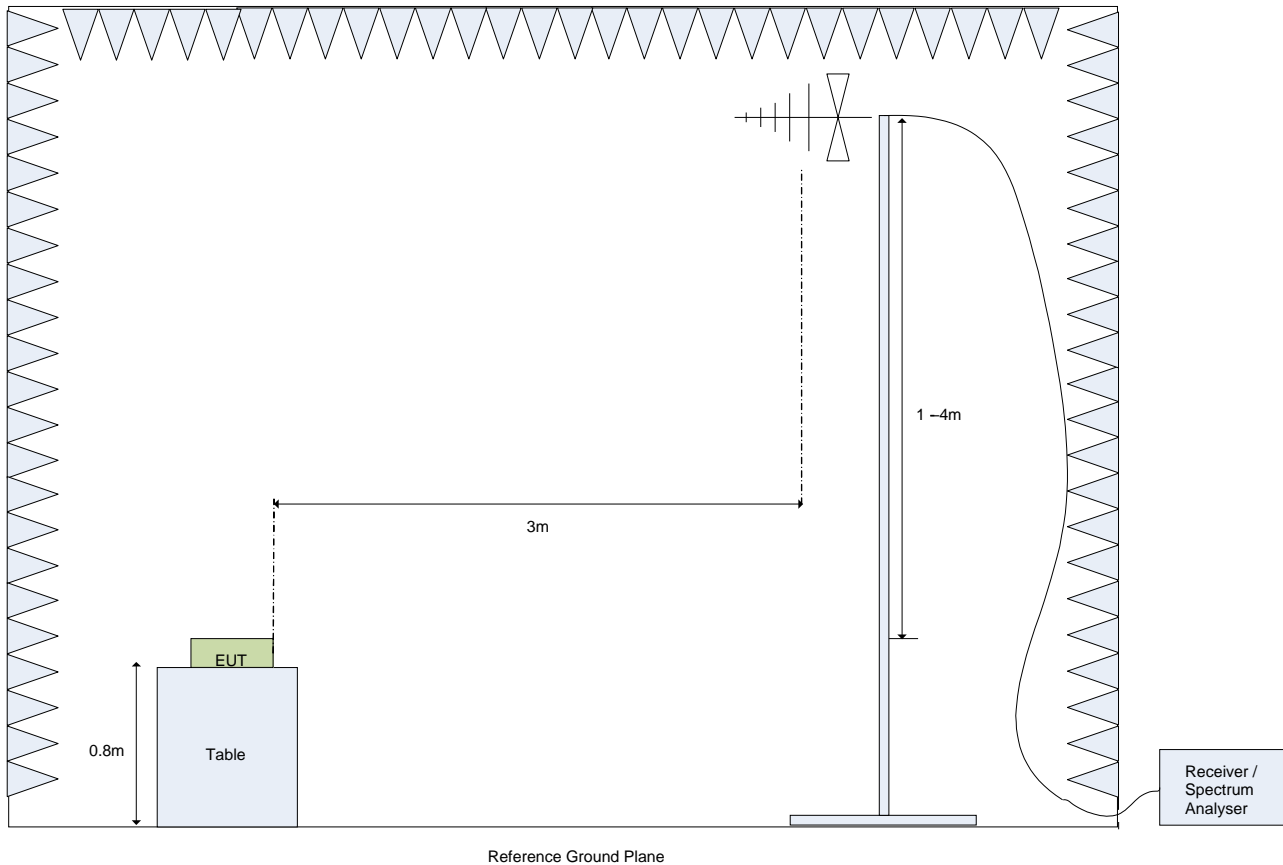 1 –4m
3m
EUT
0.8m
Table
Receiver /
Spectrum
Analyser
Reference Ground Plane